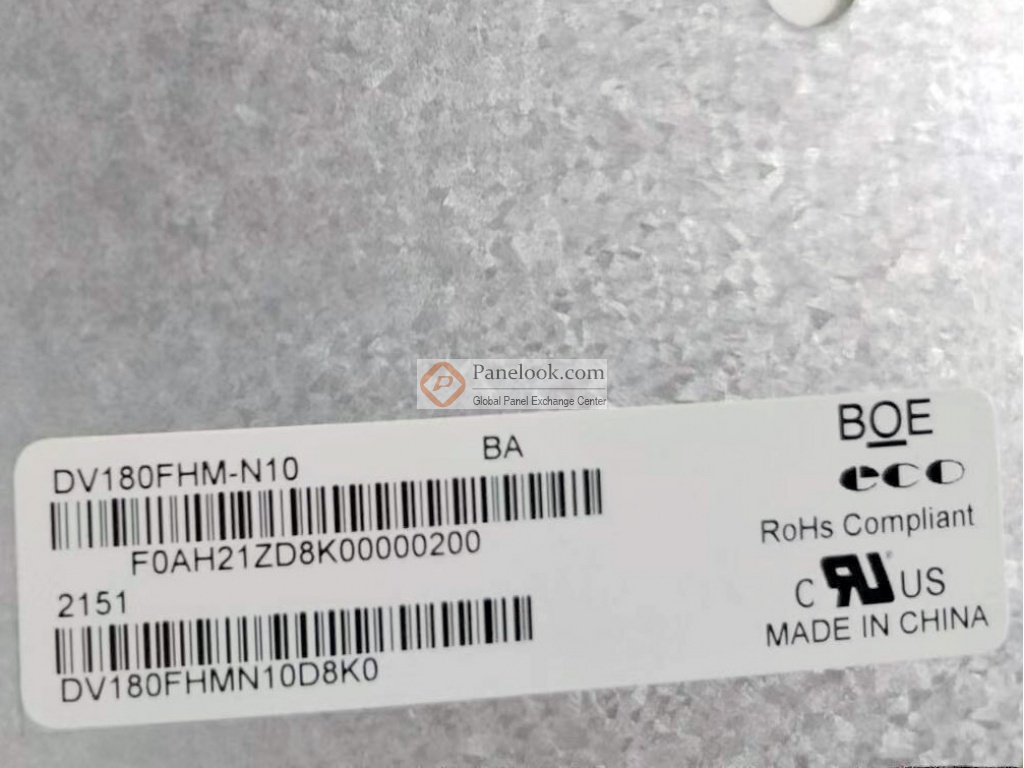 Panelook.com
Global Panel Exchange Center
DV180FHM-N10
BA
F0AH21ZD8K00000200
2151
DV180FHMN10D8K0
BOE
eco
RoHs Compliant
C RU® US
MADE IN CHINA